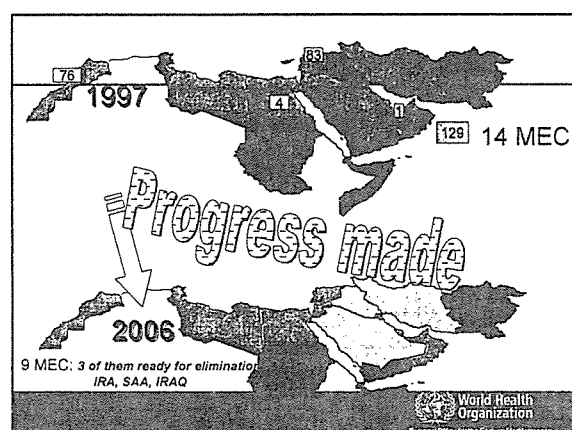 83
76
1997
4
1
129
14 MEC
Progress made
2006
9 MEC: 3 of them ready for elimination
IRA, SAA, IRAQ
World Health
Organization